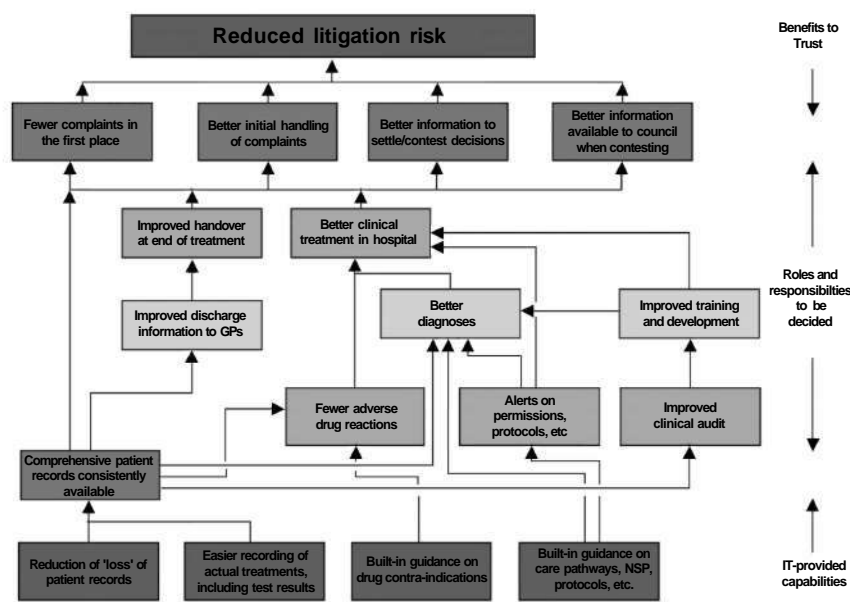 Reduced litigation risk
Benefits to
Trust
Fewer complaints in
the first place
Better initial handling
of complaints
Better information to
settle/contest decisions
Better information
available to council
when contesting
Improved handover
at end of treatment
Better clinical
treatment in hospital
Roles and
responsibilties
to be
decided
Improved discharge
information to GPs
Better
diagnoses
Improved training
and development
Fewer adverse
drug reactions
Alerts on
permissions,
protocols, etc
Improved
clinical audit
Comprehensive patient
records consistently
available
Reduction of 'loss' of
patient records
Easier recording of
actual treatments,
including test results
Built-in guidance on
drug contra-indications
Built-in guidance on
care pathways, NSP,
protocols, etc.
IT-provided
capabilities